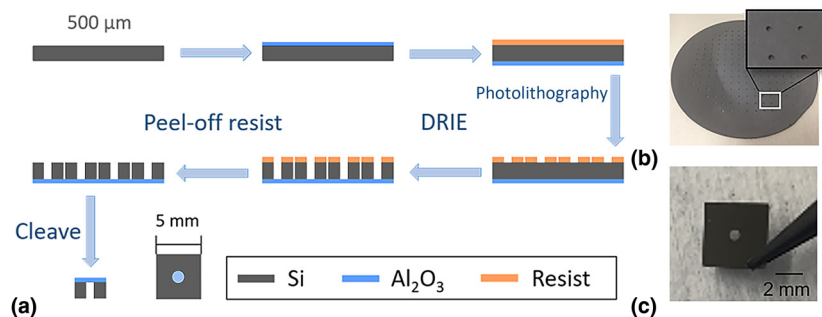 500 μm
Photolithography
Peel-off resist
DRIE
(b)
Cleave
5 mm
Si
Al₂O₃
Resist
(a)
(c)
2 mm